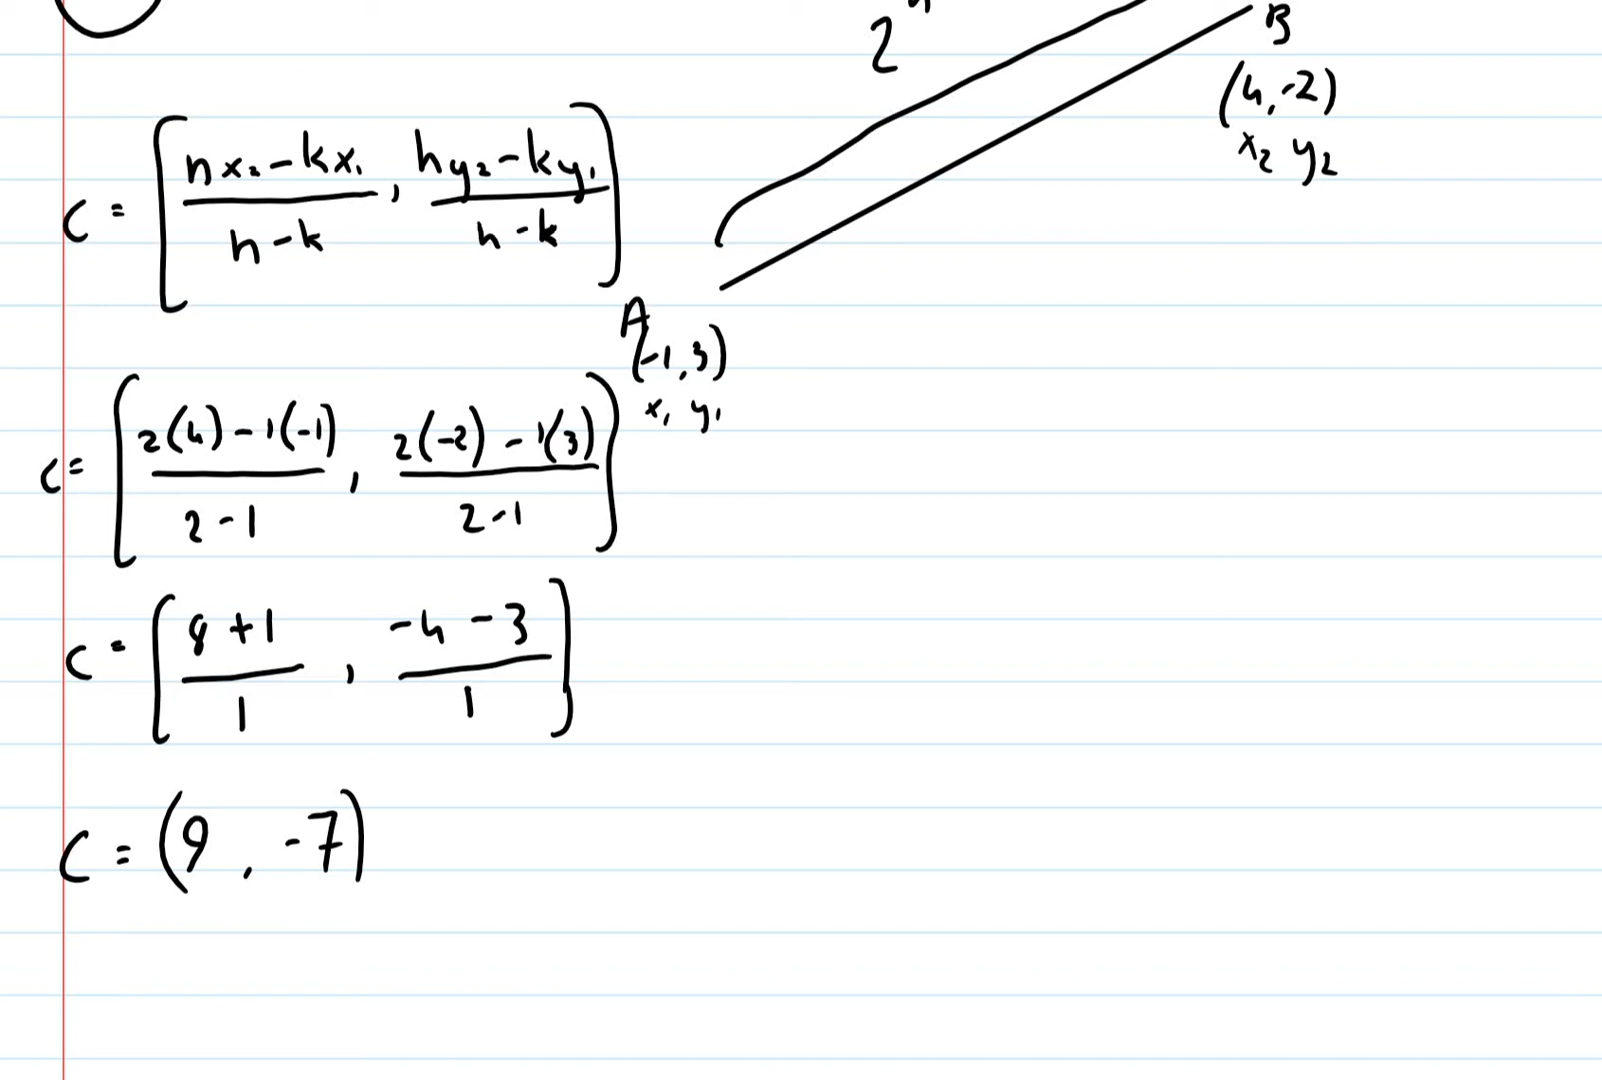 2
B
(4,-2)
x₂ y₂
C = [(hx₂-kx₁)/(h-k), (hy₂-ky₁)/(h-k)]
A
(-1,3)
x₁ y₁
C = [(2(4)-1(-1))/(2-1), (2(-2)-1(3))/(2-1)]
C = [(8+1)/1, (-4-3)/1]
C = (9, -7)